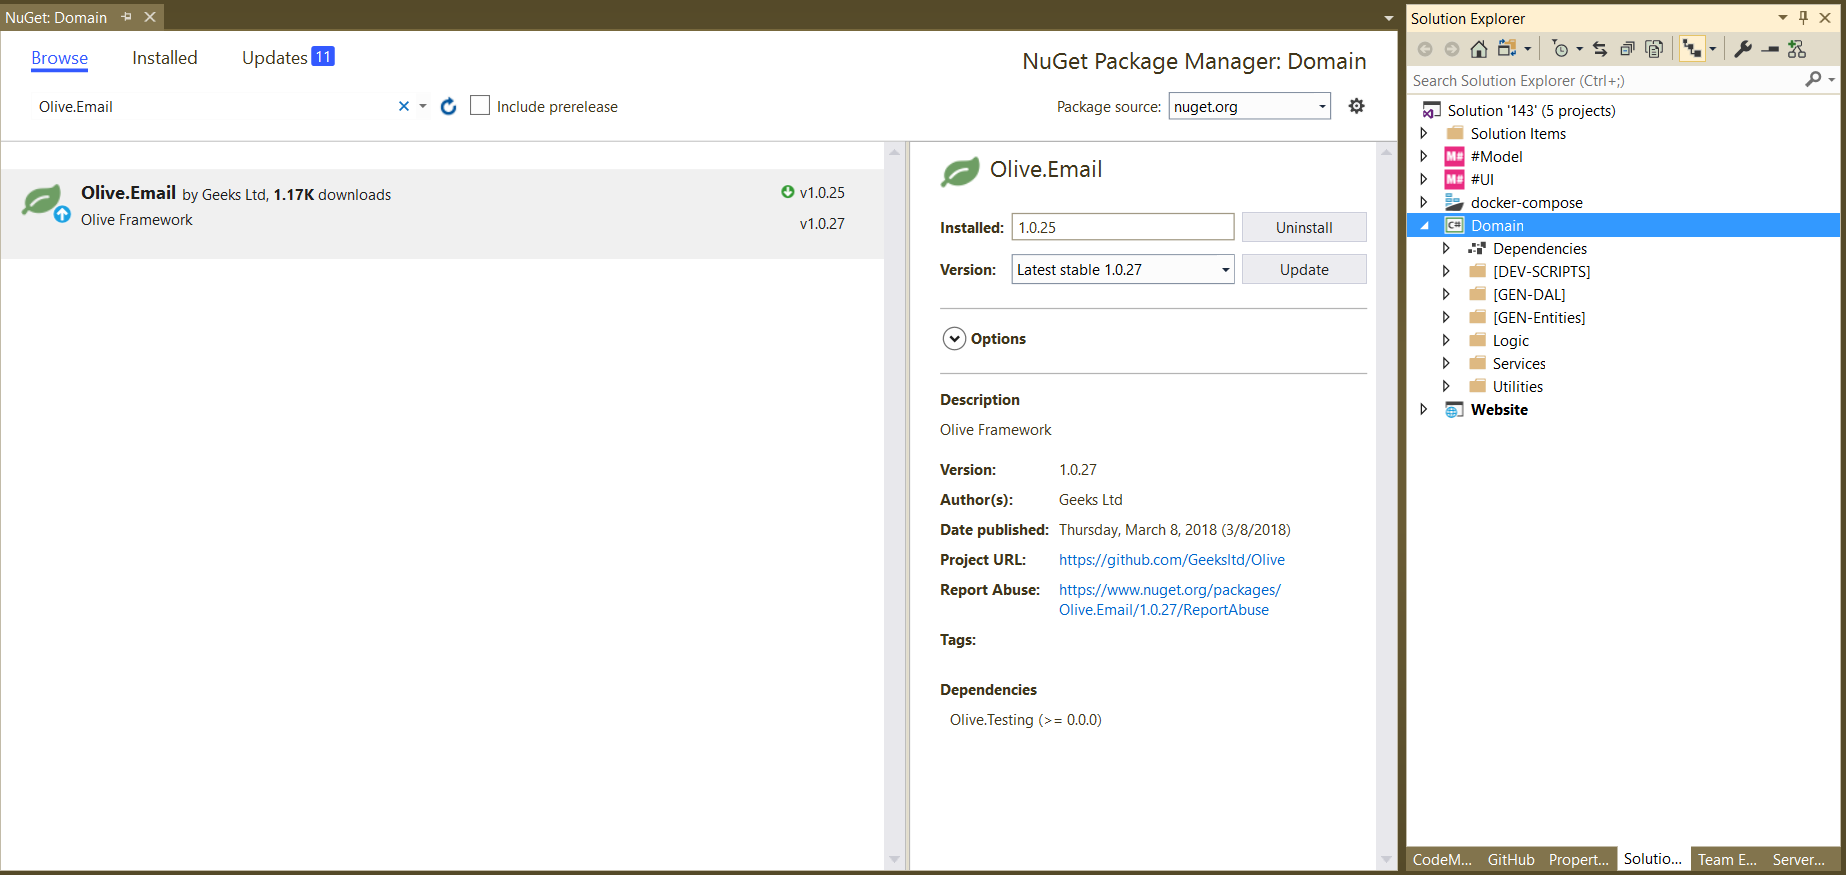 NuGet: Domain
Browse
Installed
Updates 11
NuGet Package Manager: Domain
Olive.Email
Include prerelease
Package source: nuget.org
Olive.Email by Geeks Ltd, 1.17K downloads
v1.0.25
Olive Framework
v1.0.27
Olive.Email
Installed: 1.0.25 Uninstall
Version: Latest stable 1.0.27 Update
Options
Description
Olive Framework
Version: 1.0.27
Author(s): Geeks Ltd
Date published: Thursday, March 8, 2018 (3/8/2018)
Project URL: https://github.com/Geeksltd/Olive
Report Abuse: https://www.nuget.org/packages/
Olive.Email/1.0.27/ReportAbuse
Tags:
Dependencies
Olive.Testing (>= 0.0.0)
Solution Explorer
Search Solution Explorer (Ctrl+;)
Solution '143' (5 projects)
Solution Items
M# #Model
M# #UI
docker-compose
C# Domain
Dependencies
[DEV-SCRIPTS]
[GEN-DAL]
[GEN-Entities]
Logic
Services
Utilities
Website
CodeM... GitHub Propert... Solutio... Team E... Server...